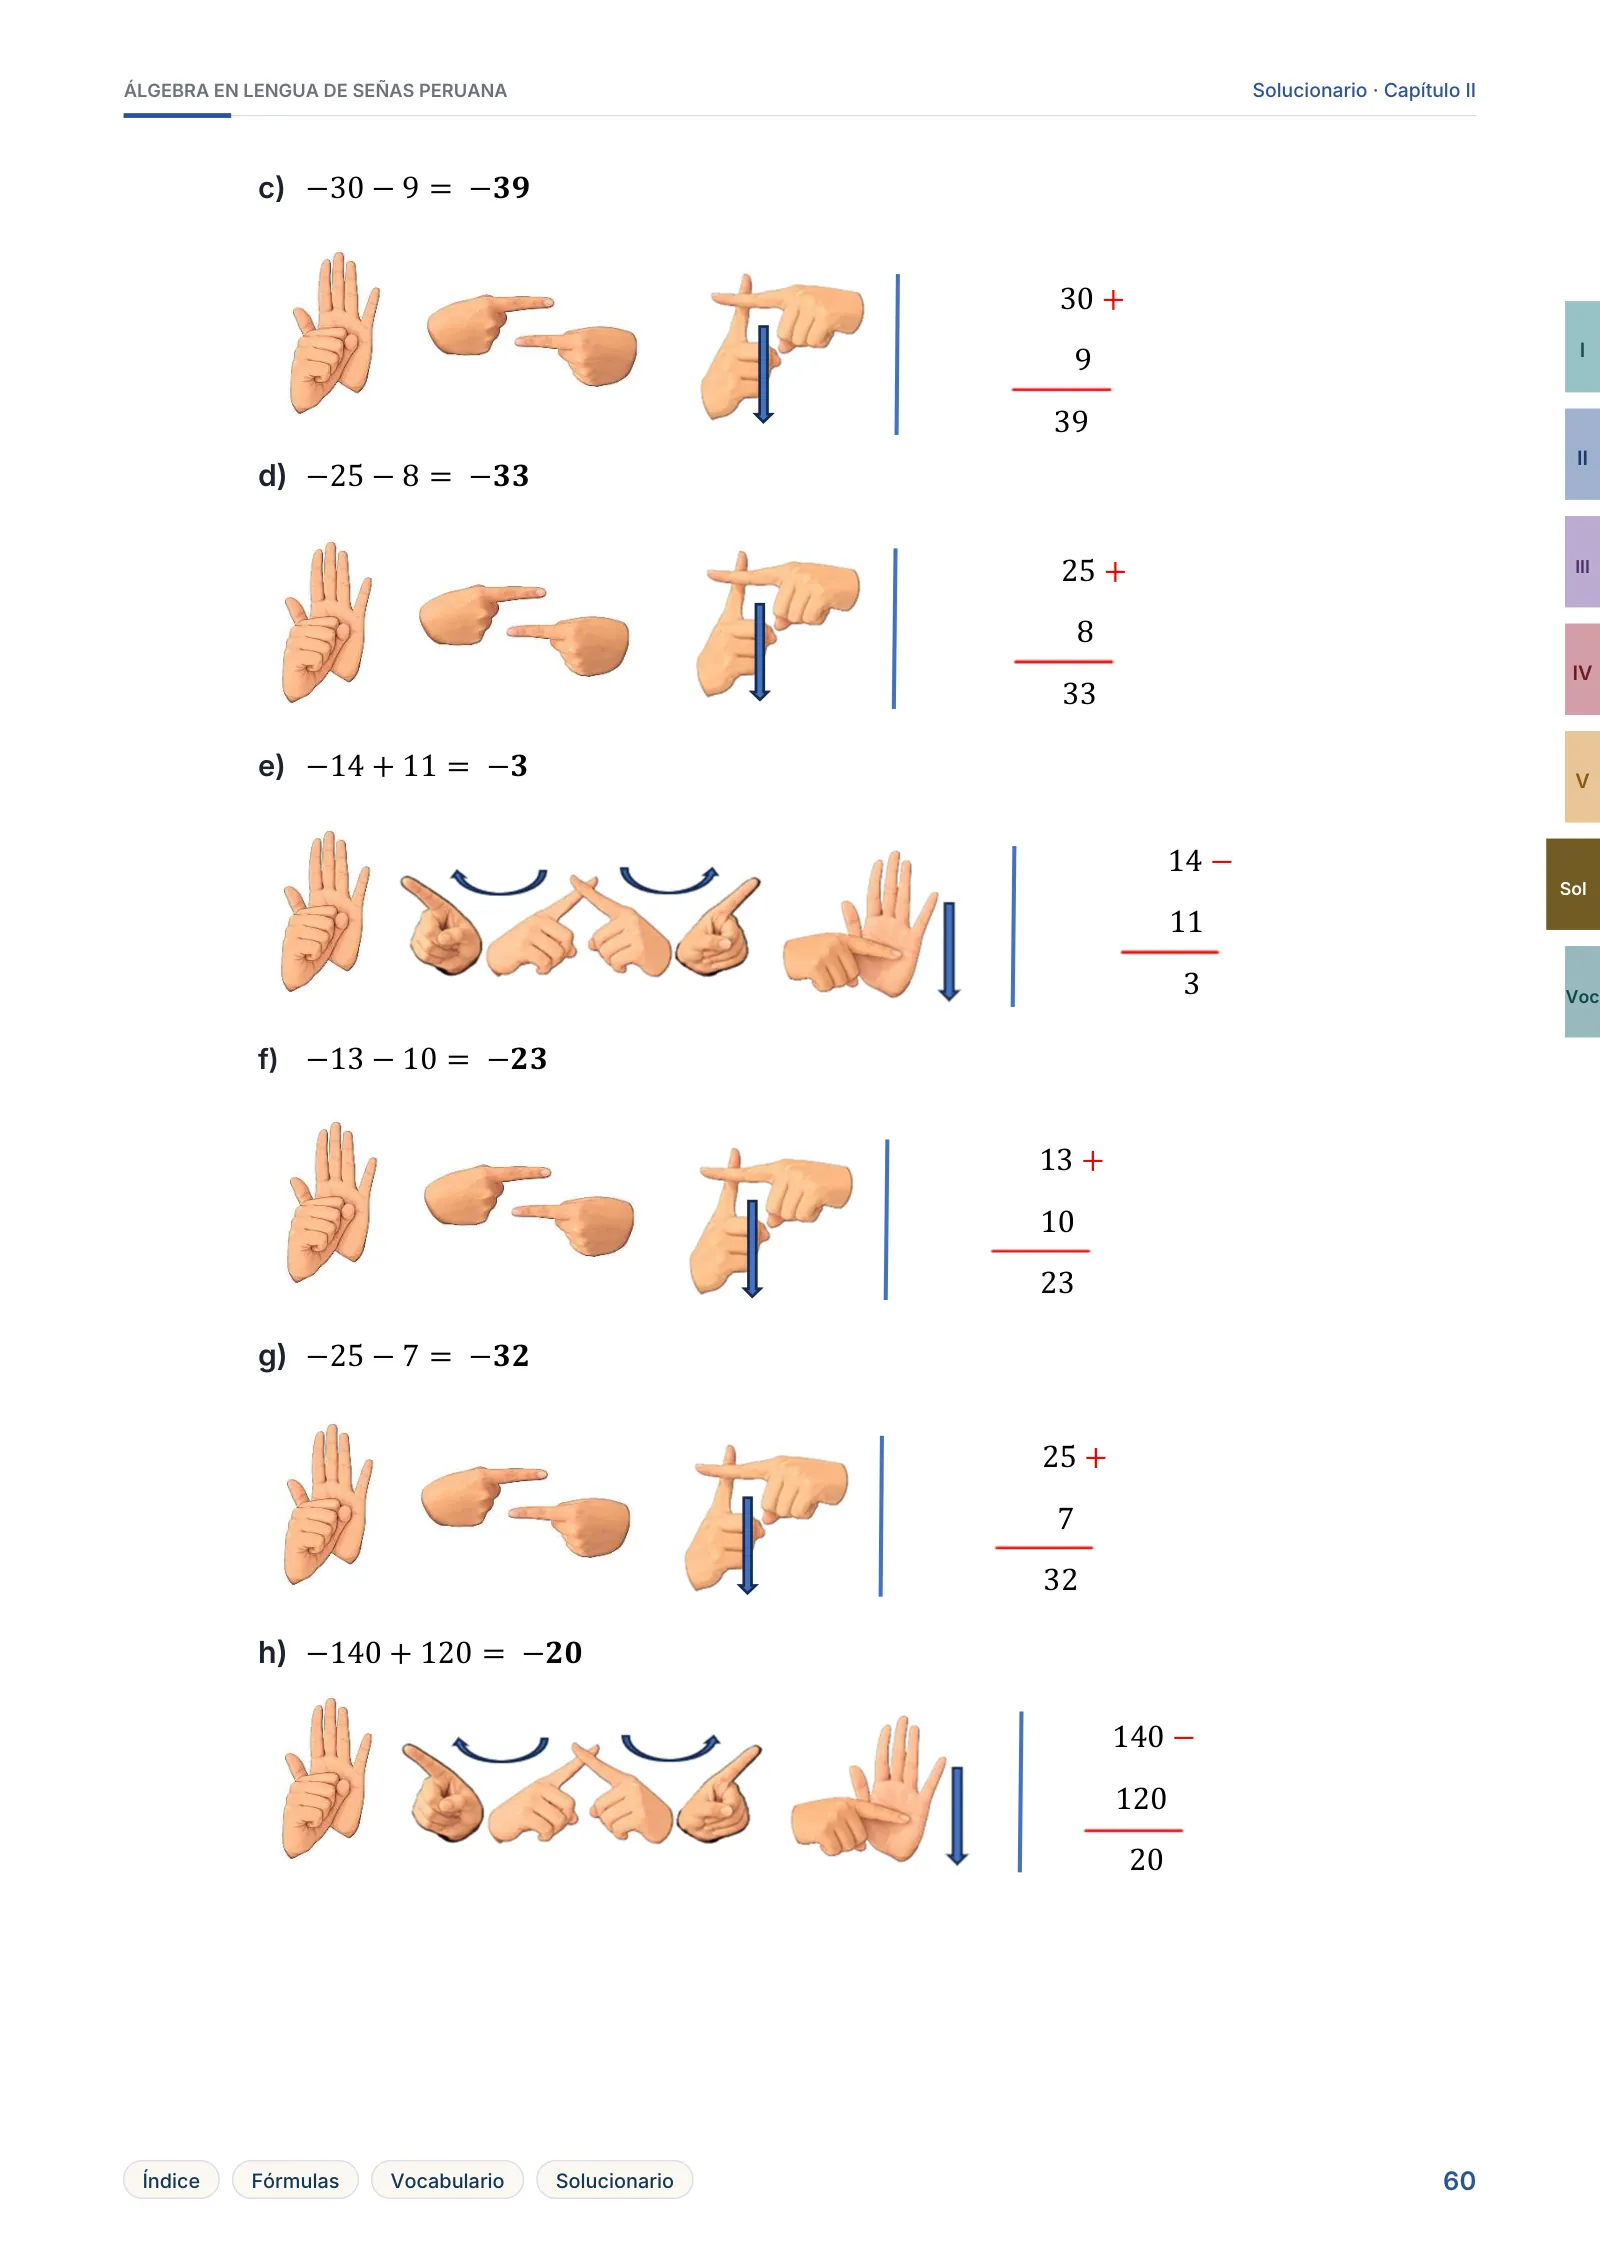 ÁLGEBRA EN LENGUA DE SEÑAS PERUANA
Solucionario · Capítulo II
c) −30 − 9 = −39
30 +
9
39
d) −25 − 8 = −33
25 +
8
33
e) −14 + 11 = −3
14 −
11
3
f) −13 − 10 = −23
13 +
10
23
g) −25 − 7 = −32
25 +
7
32
h) −140 + 120 = −20
140 −
120
20
I
II
III
IV
V
Sol
Voc
Índice
Fórmulas
Vocabulario
Solucionario
60